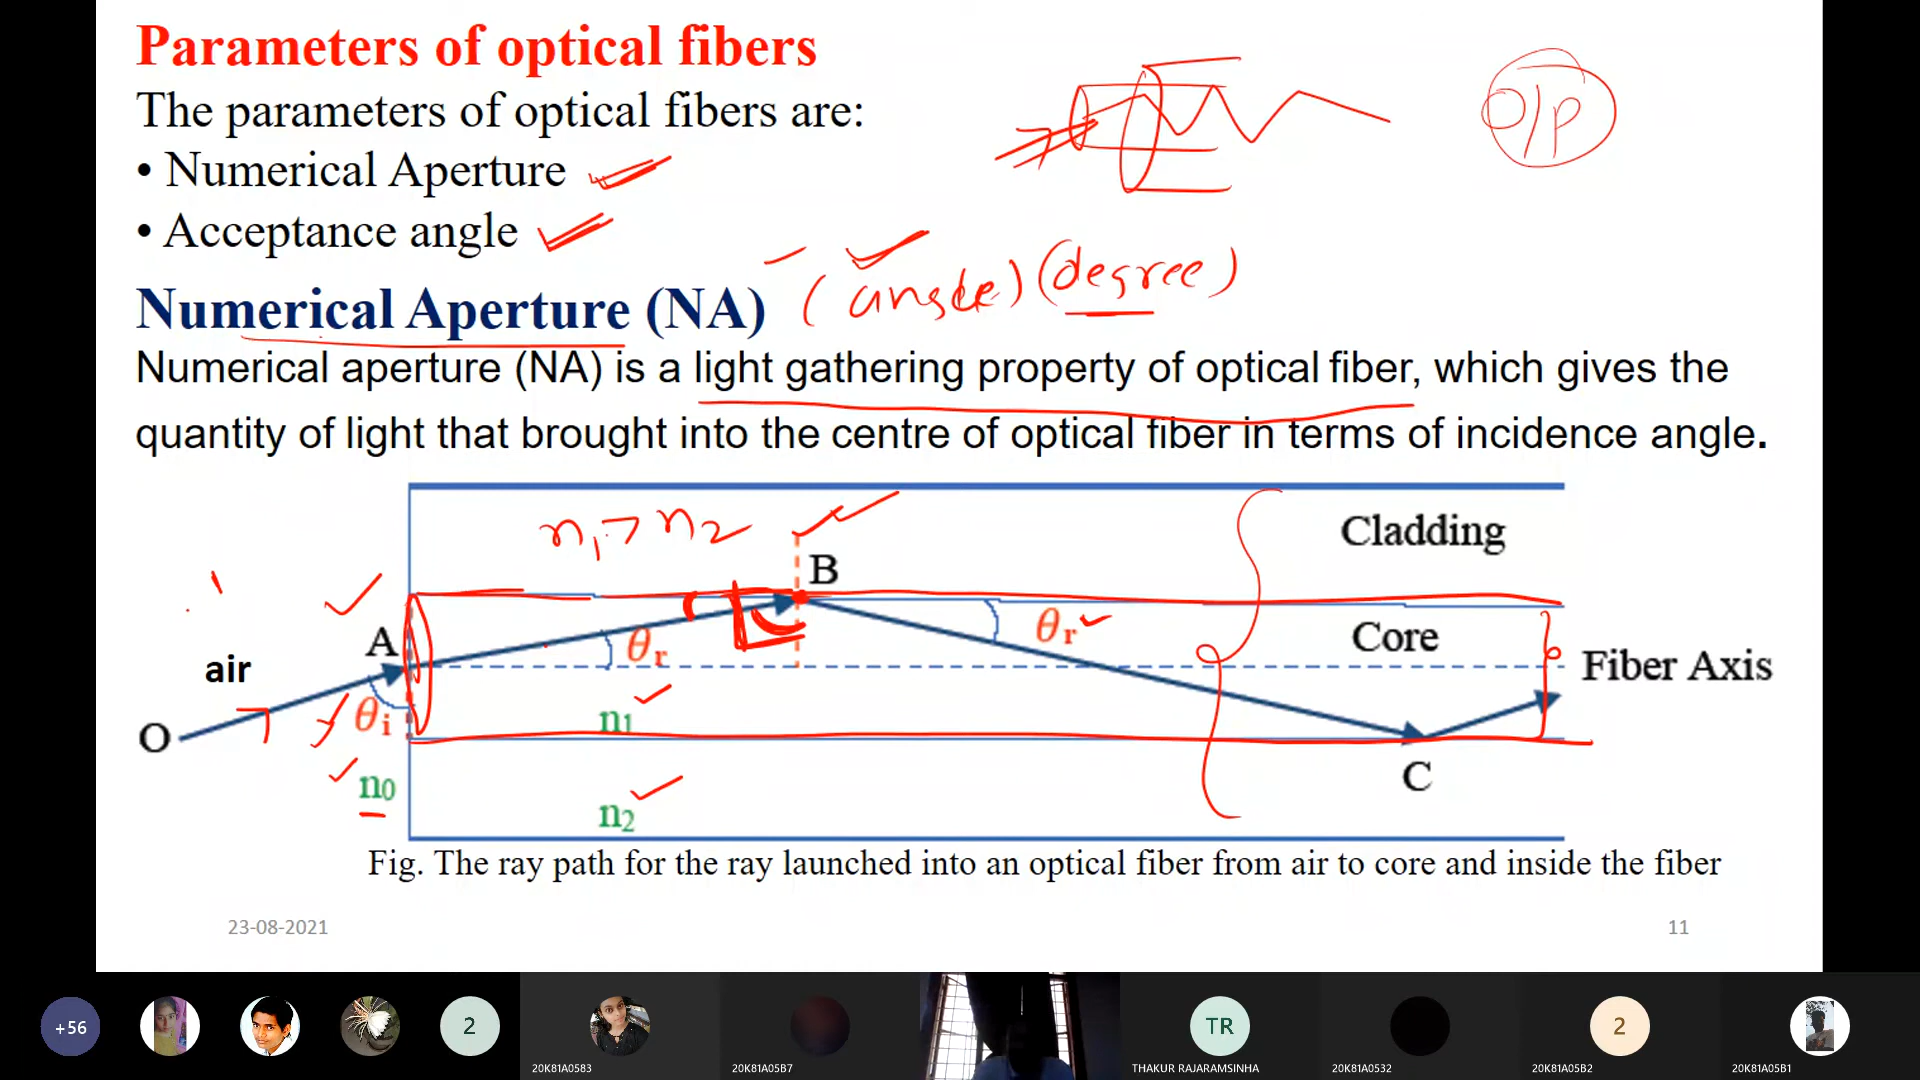 Parameters of optical fibers
The parameters of optical fibers are:
• Numerical Aperture
• Acceptance angle
O/P
Numerical Aperture (NA) (angle) (degree)
Numerical aperture (NA) is a light gathering property of optical fiber, which gives the
quantity of light that brought into the centre of optical fiber in terms of incidence angle.
n1 > n2
Cladding
B
A
θr
θr
Core
air
Fiber Axis
O
θi
n1
C
n0
n2
Fig. The ray path for the ray launched into an optical fiber from air to core and inside the fiber
23-08-2021
11
+56
2
TR
2
20K81A0583
20K81A05B7
THAKUR RAJARAMSINHA
20K81A0532
20K81A05B2
20K81A05B1